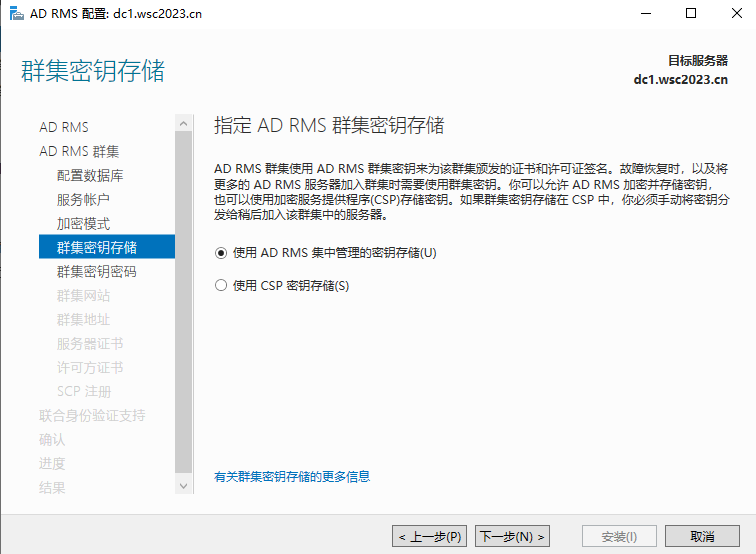 AD RMS 配置: dc1.wsc2023.cn
群集密钥存储
目标服务器
dc1.wsc2023.cn
AD RMS
AD RMS 群集
配置数据库
服务帐户
加密模式
群集密钥存储
群集密钥密码
群集网站
群集地址
服务器证书
许可方证书
SCP 注册
联合身份验证支持
确认
进度
结果
指定 AD RMS 群集密钥存储
AD RMS 群集使用 AD RMS 群集密钥来为该群集颁发的证书和许可证签名。故障恢复时，以及将
更多的 AD RMS 服务器加入群集时需要使用群集密钥。你可以允许 AD RMS 加密并存储密钥，
也可以使用加密服务提供程序(CSP)存储密钥。如果群集密钥存储在 CSP 中，你必须手动将密钥分
发给稍后加入该群集中的服务器。
使用 AD RMS 集中管理的密钥存储(U)
使用 CSP 密钥存储(S)
有关群集密钥存储的更多信息
< 上一步(P)
下一步(N) >
安装(I)
取消